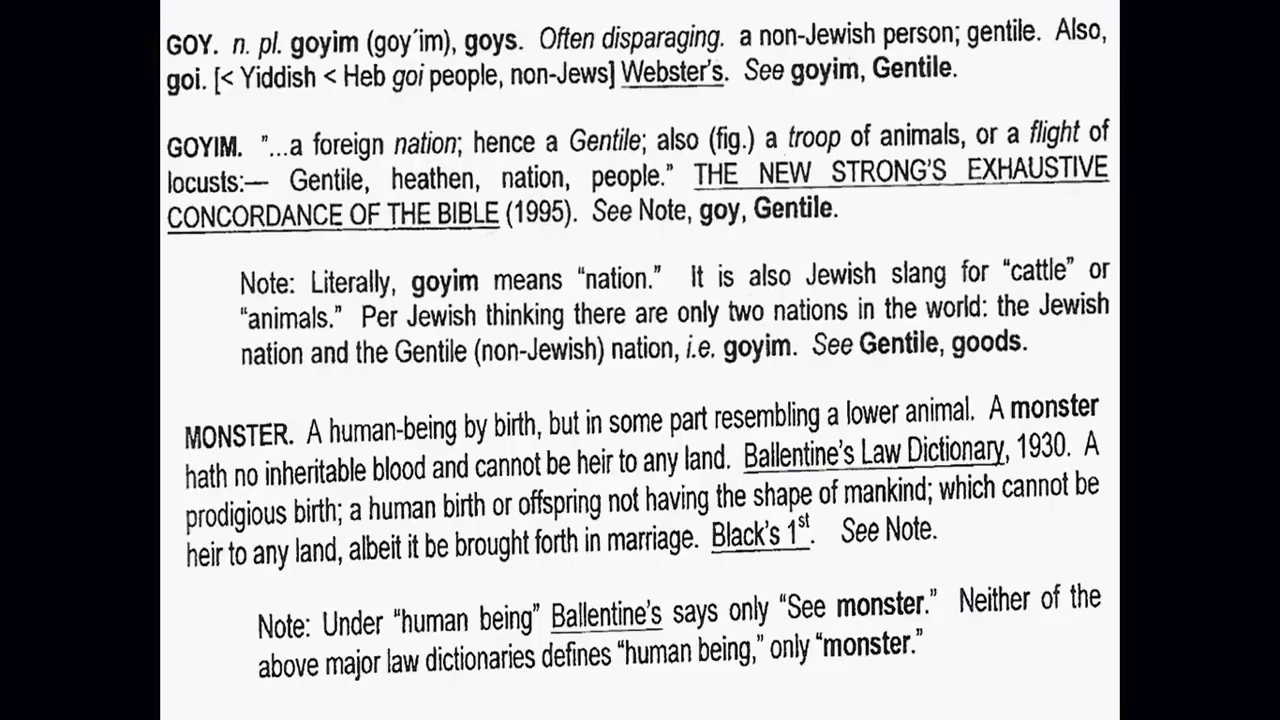 GOY. n. pl. goyim (goy´im), goys. Often disparaging. a non-Jewish person; gentile. Also,
goi. [< Yiddish < Heb goi people, non-Jews] Webster's. See goyim, Gentile.
GOYIM. "...a foreign nation; hence a Gentile; also (fig.) a troop of animals, or a flight of
locusts:— Gentile, heathen, nation, people." THE NEW STRONG'S EXHAUSTIVE
CONCORDANCE OF THE BIBLE (1995). See Note, goy, Gentile.
Note: Literally, goyim means "nation." It is also Jewish slang for "cattle" or
"animals." Per Jewish thinking there are only two nations in the world: the Jewish
nation and the Gentile (non-Jewish) nation, i.e. goyim. See Gentile, goods.
MONSTER. A human-being by birth, but in some part resembling a lower animal. A monster
hath no inheritable blood and cannot be heir to any land. Ballentine's Law Dictionary, 1930. A
prodigious birth; a human birth or offspring not having the shape of mankind; which cannot be
heir to any land, albeit it be brought forth in marriage. Black's 1st. See Note.
Note: Under "human being" Ballentine's says only "See monster." Neither of the
above major law dictionaries defines "human being," only "monster."